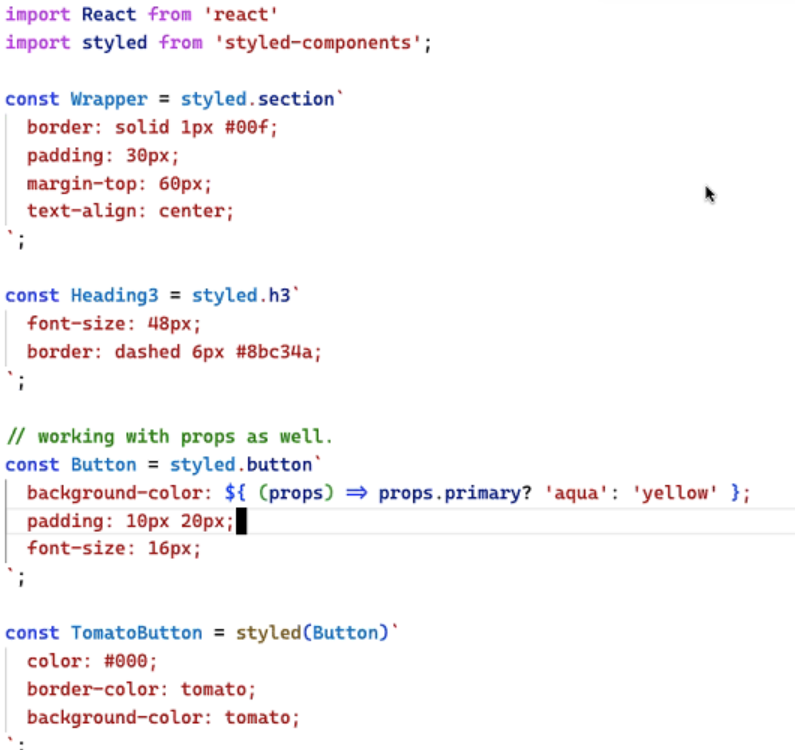 import React from 'react'
import styled from 'styled-components';
const Wrapper = styled.section`
border: solid 1px #00f;
padding: 30px;
margin-top: 60px;
text-align: center;
`;
const Heading3 = styled.h3`
font-size: 48px;
border: dashed 6px #8bc34a;
`;
// working with props as well.
const Button = styled.button`
background-color: ${ (props) => props.primary? 'aqua': 'yellow' };
padding: 10px 20px;
font-size: 16px;
`;
const TomatoButton = styled(Button)`
color: #000;
border-color: tomato;
background-color: tomato;
`;